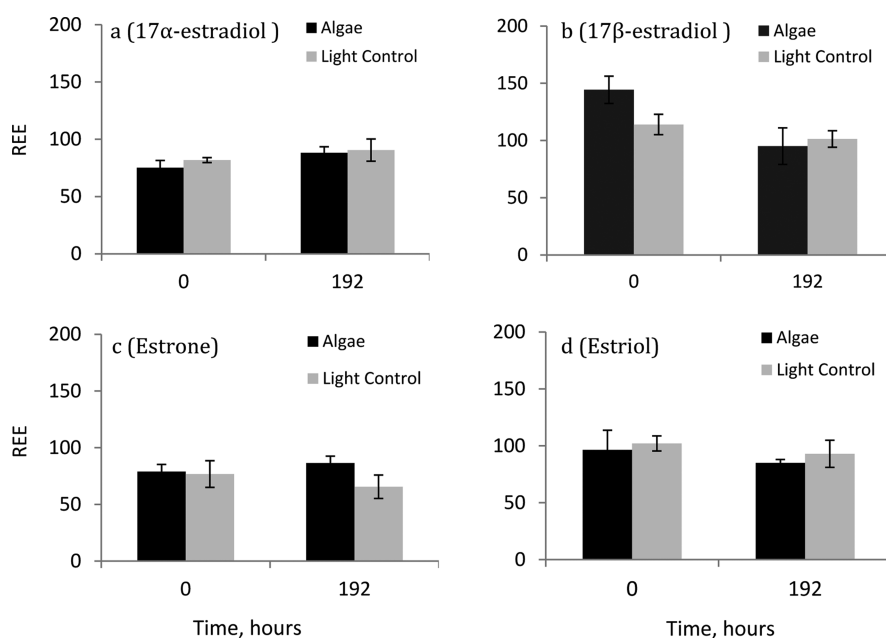 a (17α-estradiol )
Algae
Light Control
200
150
100
50
0
REE
0
192
b (17β-estradiol )
Algae
Light Control
200
150
100
50
0
0
192
c (Estrone)
Algae
Light Control
200
150
100
50
0
REE
0
192
Time, hours
d (Estriol)
Algae
Light Control
200
150
100
50
0
0
192
Time, hours